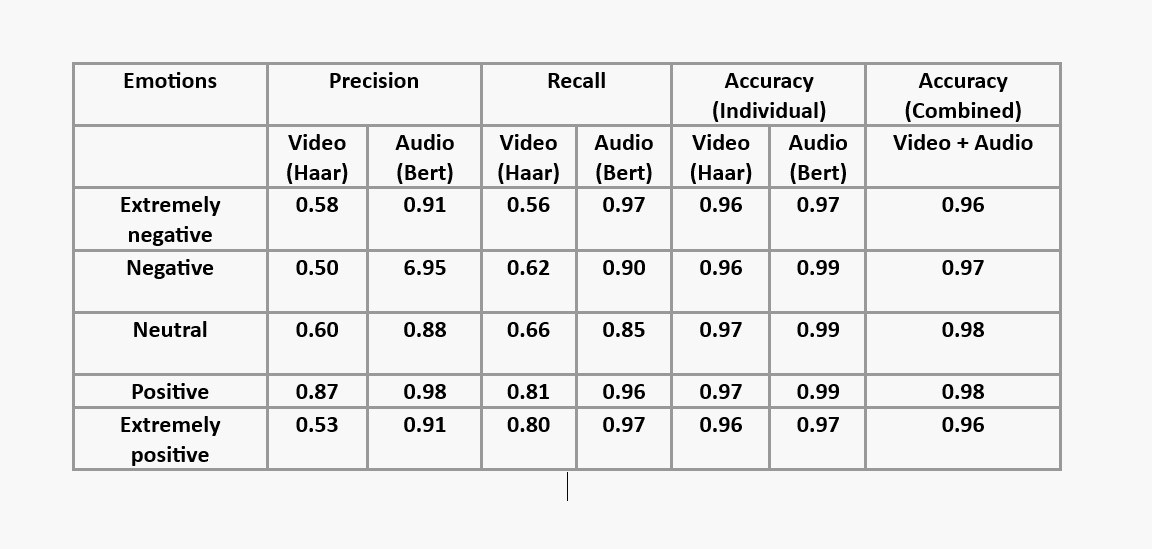 Emotions Precision Recall Accuracy (Individual) Accuracy (Combined)
Video (Haar) Audio (Bert) Video (Haar) Audio (Bert) Video (Haar) Audio (Bert) Video + Audio
Extremely negative 0.58 0.91 0.56 0.97 0.96 0.97 0.96
Negative 0.50 6.95 0.62 0.90 0.96 0.99 0.97
Neutral 0.60 0.88 0.66 0.85 0.97 0.99 0.98
Positive 0.87 0.98 0.81 0.96 0.97 0.99 0.98
Extremely positive 0.53 0.91 0.80 0.97 0.96 0.97 0.96